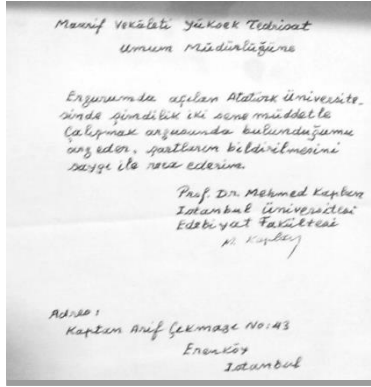 Maarif Vekâleti Yüksek Tedrisat
Umum Müdürlüğüne
Erzurumda açılan Atatürk Üniversite-
sinde şimdilik iki sene müddetle
Çalışmak arzusunda bulunduğumu
arz eder, şartların bildirilmesini
saygı ile rica ederim.
Prof. Dr. Mehmed Kaplan
İstanbul Üniversitesi
Edebiyat Fakültesi
M. Kaplan
Adres:
Kaptan Arif Çıkmazı No: 43
Erenköy
İstanbul